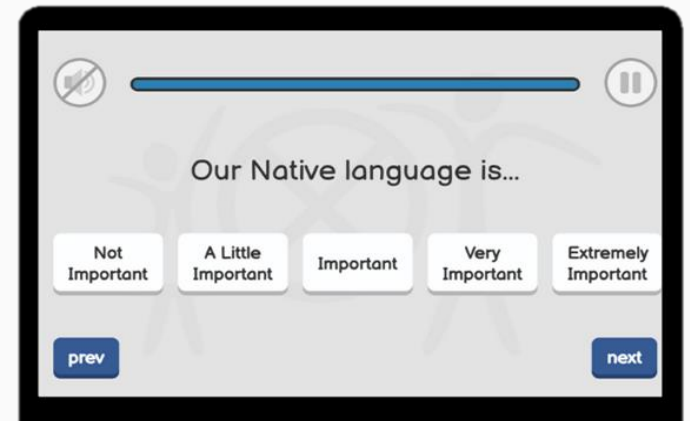 Our Native language is...
Not
Important
A Little
Important
Important
Very
Important
Extremely
Important
prev
next